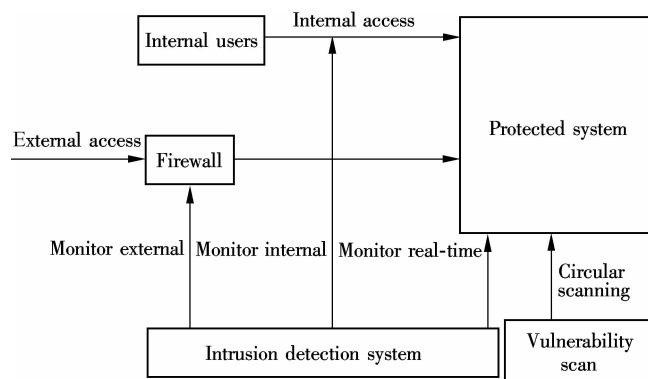 Internal access
Internal users
Protected system
External access
Firewall
Monitor external
Monitor internal
Monitor real-time
Circular
scanning
Intrusion detection system
Vulnerability
scan